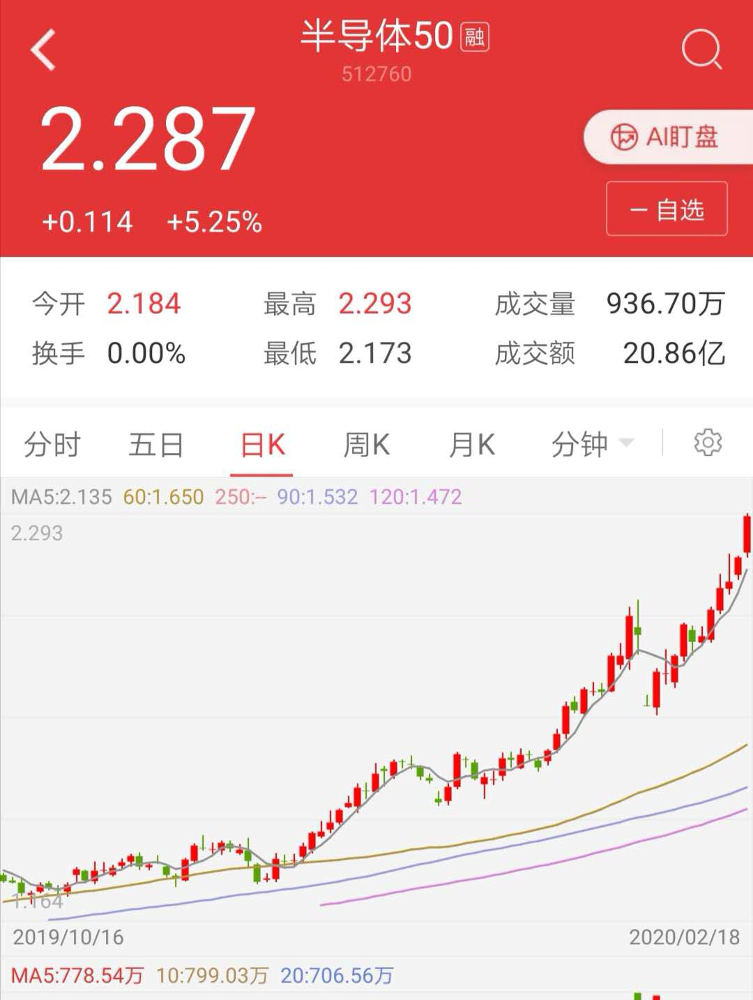 半导体50 融
512760
2.287
AI盯盘
+0.114 +5.25%
－自选
今开 2.184 最高 2.293 成交量 936.70万
换手 0.00% 最低 2.173 成交额 20.86亿
分时 五日 日K 周K 月K 分钟
MA5:2.135 60:1.650 250:-- 90:1.532 120:1.472
2.293
1.164
2019/10/16 2020/02/18
MA5:778.54万 10:799.03万 20:706.56万